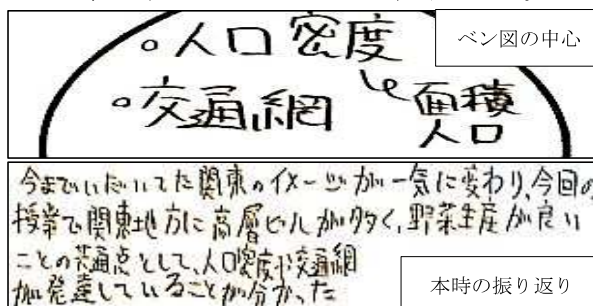 ・人口密度
ベン図の中心
↳面積
人口
・交通網
今までいだいてた関東のイメージが一気に変わり、今回の
授業で関東地方に高層ビルが多く、野菜生産が良い
ことの共通点として、人口密度や交通網
が発達していることが分かった
本時の振り返り